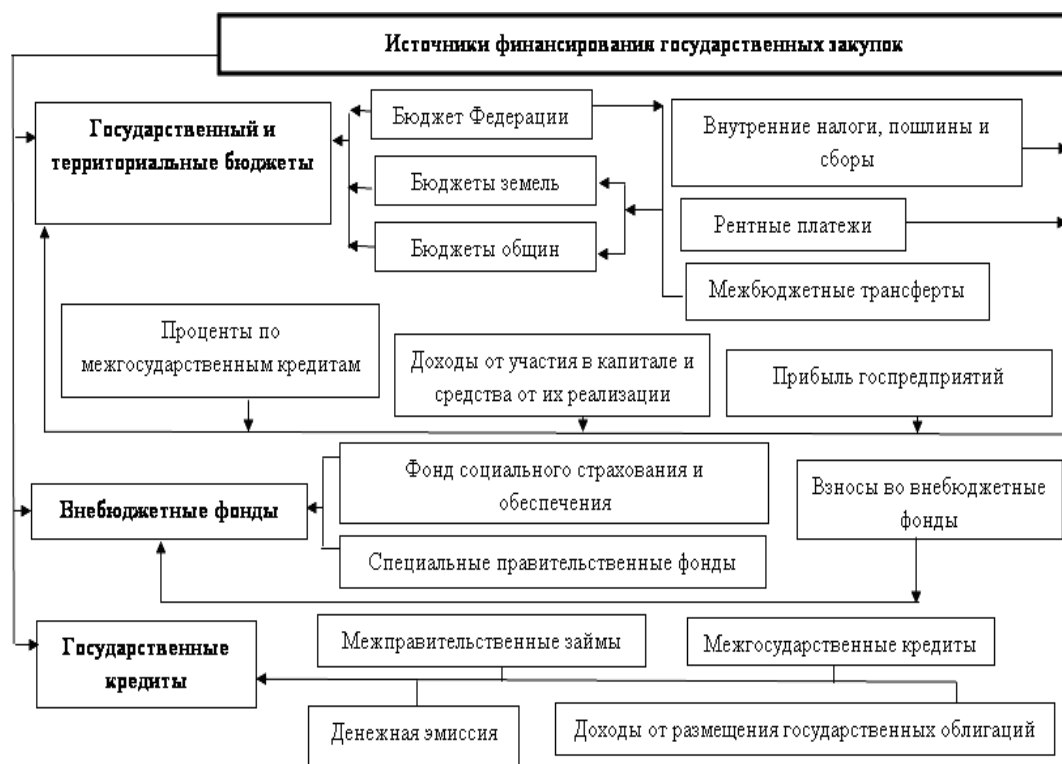 Источники финансирования государственных закупок
Государственный и
территориальные бюджеты
Бюджет Федерации
Бюджеты земель
Бюджеты общин
Внутренние налоги, пошлины и
сборы
Рентные платежи
Межбюджетные трансферты
Проценты по
межгосударственным кредитам
Доходы от участия в капитале и
средства от их реализации
Прибыль госпредприятий
Внебюджетные фонды
Фонд социального страхования и
обеспечения
Специальные правительственные фонды
Взносы во внебюджетные
фонды
Государственные
кредиты
Межправительственные займы
Межгосударственные кредиты
Денежная эмиссия
Доходы от размещения государственных облигаций